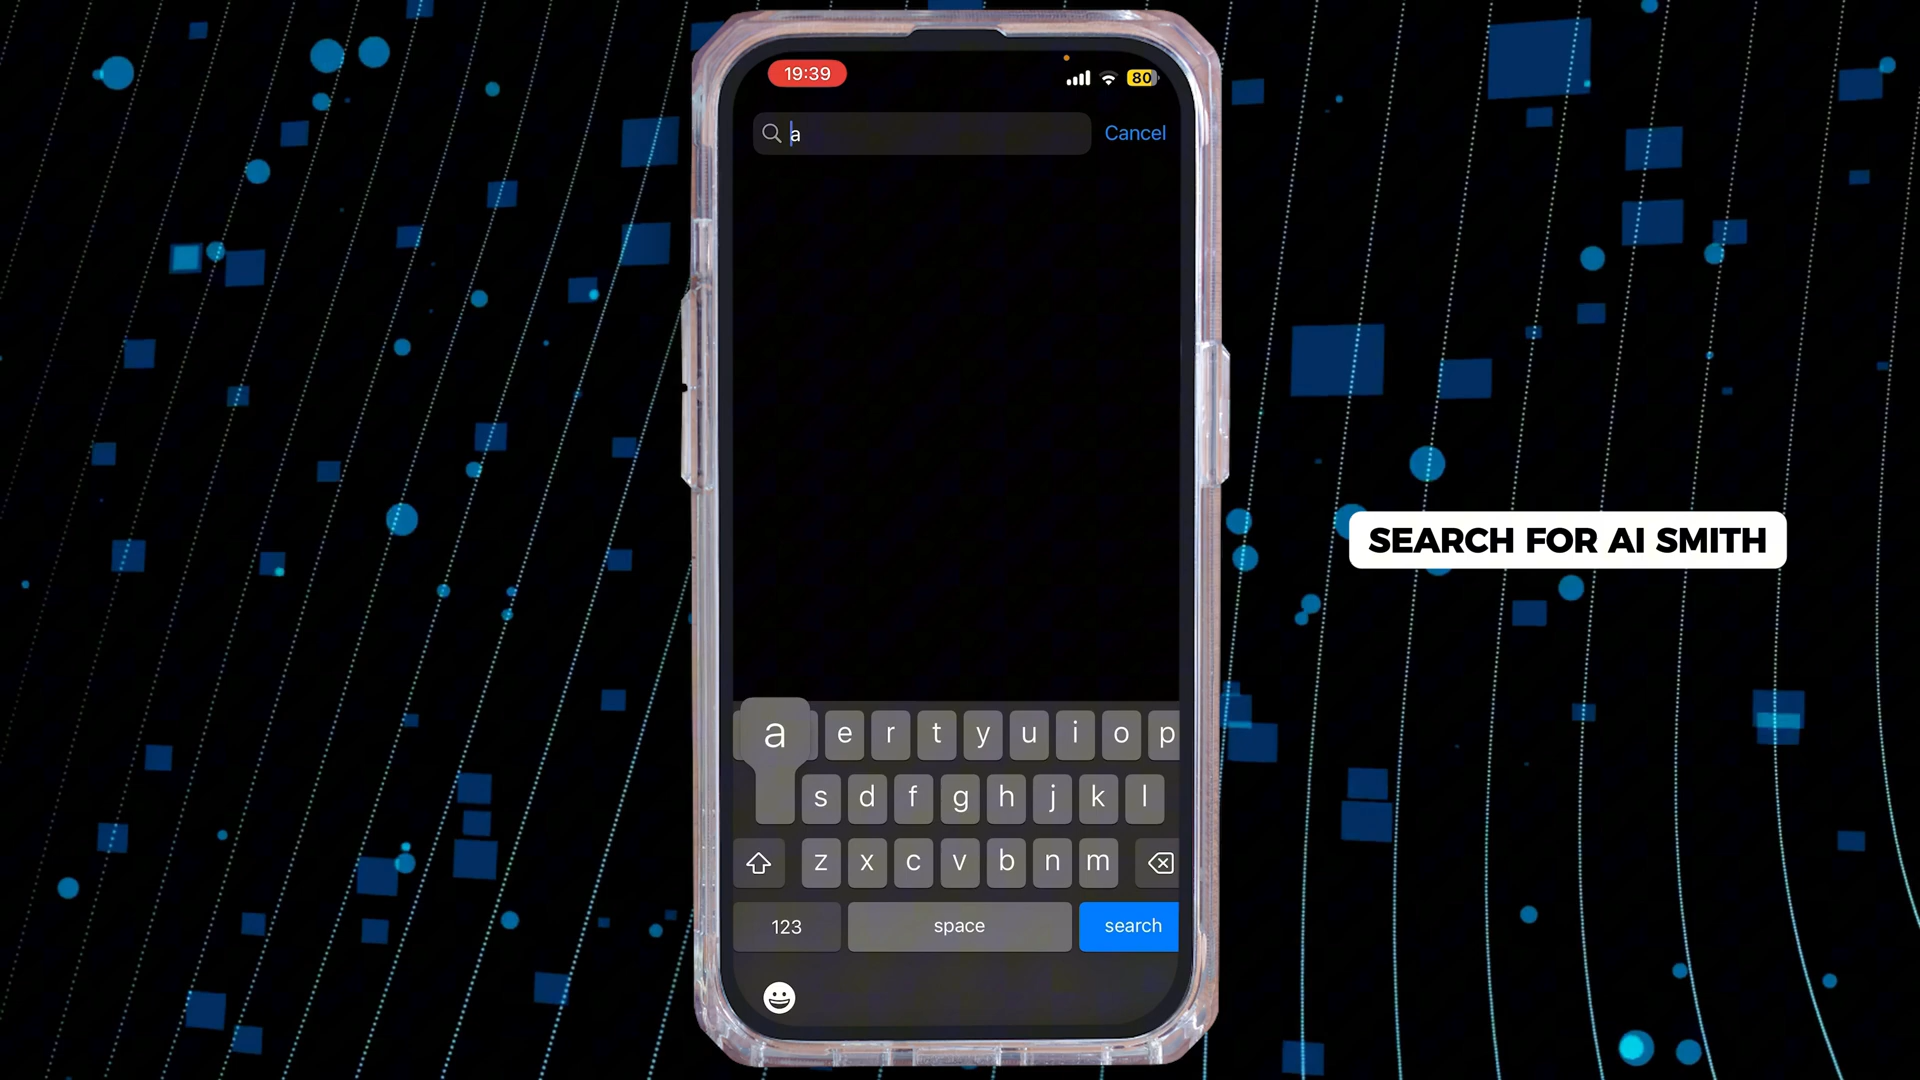 19:39
80
a
Cancel
SEARCH FOR AI SMITH
a e r t y u i o p
s d f g h j k l
z x c v b n m
123 space search